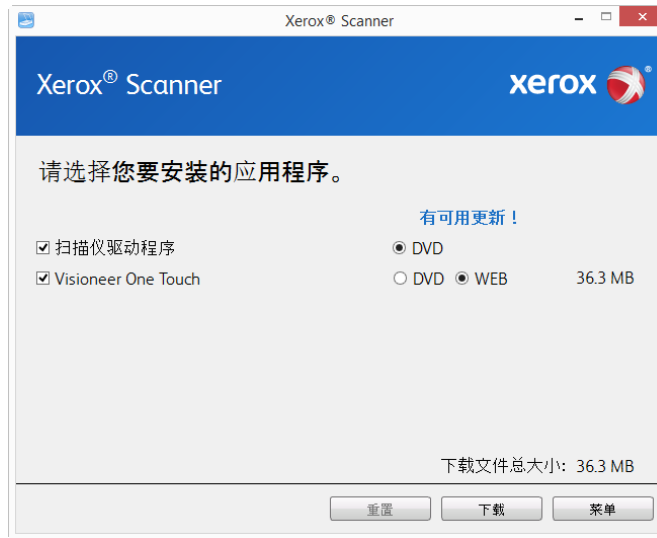 Xerox® Scanner
Xerox® Scanner
xerox
请选择您要安装的应用程序。
有可用更新！
扫描仪驱动程序 DVD
Visioneer One Touch DVD WEB 36.3 MB
下载文件总大小: 36.3 MB
重置 下载 菜单